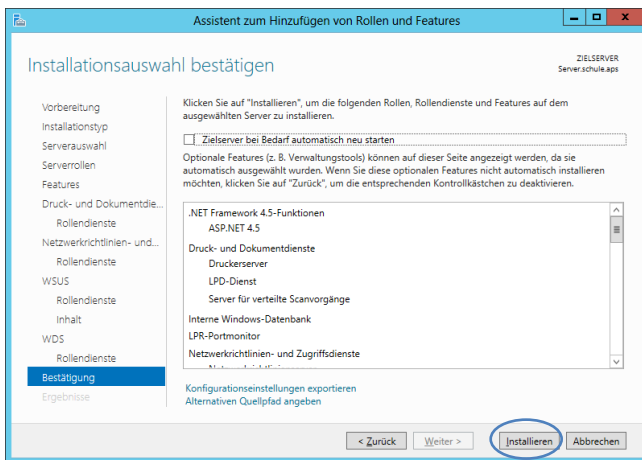 Assistent zum Hinzufügen von Rollen und Features
Installationsauswahl bestätigen
ZIELSERVER
Server.schule.aps
Vorbereitung
Installationstyp
Serverauswahl
Serverrollen
Features
Druck- und Dokumentdie...
Rollendienste
Netzwerkrichtlinien- und...
Rollendienste
WSUS
Rollendienste
Inhalt
WDS
Rollendienste
Bestätigung
Ergebnisse
Klicken Sie auf "Installieren", um die folgenden Rollen, Rollendienste und Features auf dem
ausgewählten Server zu installieren.
Zielserver bei Bedarf automatisch neu starten
Optionale Features (z. B. Verwaltungstools) können auf dieser Seite angezeigt werden, da sie
automatisch ausgewählt wurden. Wenn Sie diese optionalen Features nicht automatisch installieren
möchten, klicken Sie auf "Zurück", um die entsprechenden Kontrollkästchen zu deaktivieren.
.NET Framework 4.5-Funktionen
ASP.NET 4.5
Druck- und Dokumentdienste
Druckerserver
LPD-Dienst
Server für verteilte Scanvorgänge
Interne Windows-Datenbank
LPR-Portmonitor
Netzwerkrichtlinien- und Zugriffsdienste
Konfigurationseinstellungen exportieren
Alternativen Quellpfad angeben
< Zurück
Weiter >
Installieren
Abbrechen